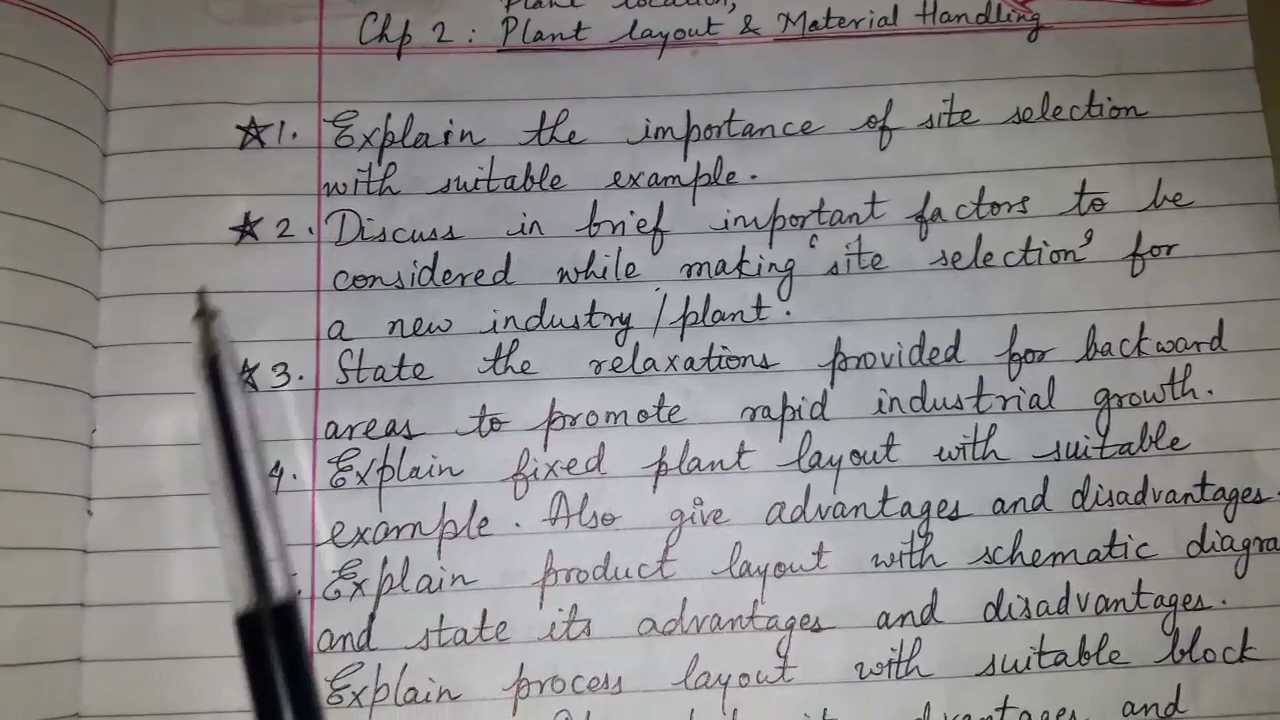 Plant location,
Chp 2 : Plant layout & Material Handling
☆1. Explain the importance of site selection
with suitable example.
☆2. Discuss in brief important factors to be
considered while making 'site selection' for
a new industry/plant.
☆3. State the relaxations provided for backward
areas to promote rapid industrial growth.
4. Explain fixed plant layout with suitable
example. Also give advantages and disadvantages.
Explain product layout with schematic diagra
and state its advantages and disadvantages.
Explain process layout with suitable block
and